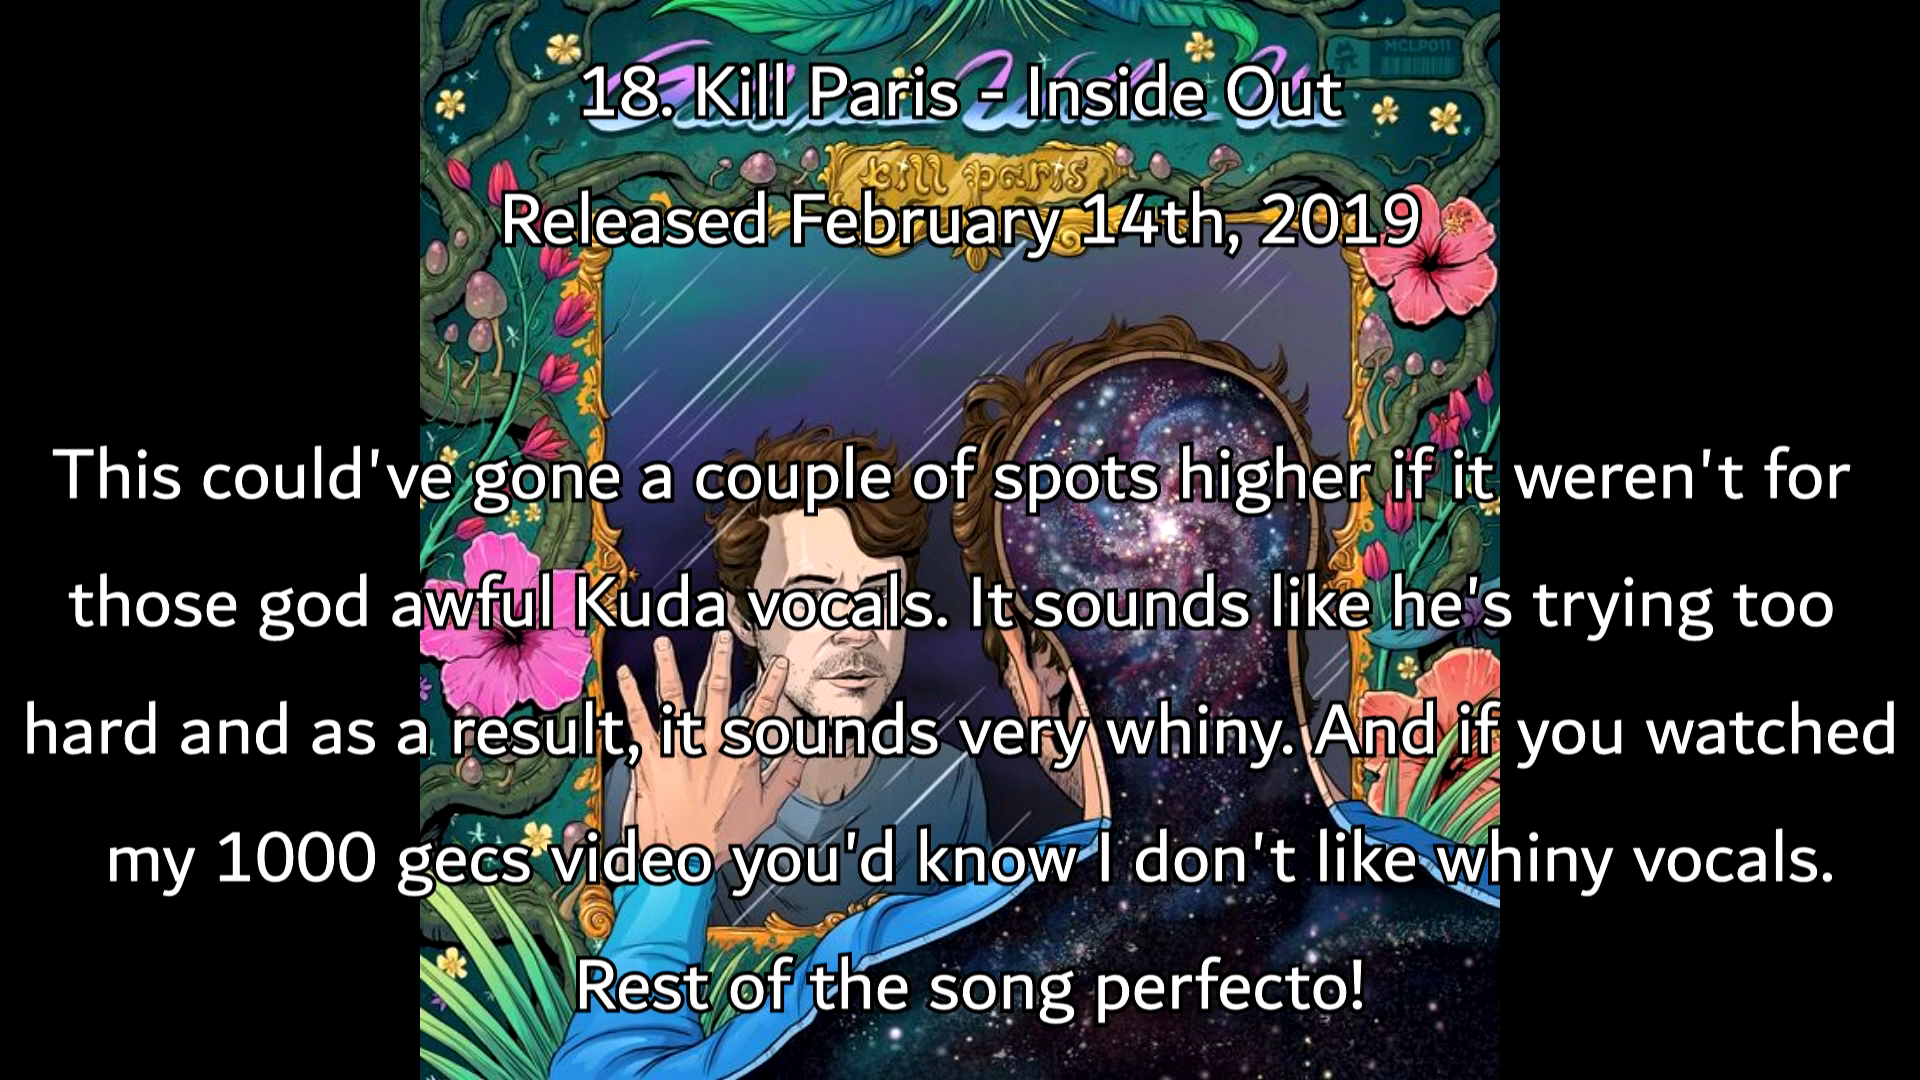 MCLP011
18. Kill Paris - Inside Out
kill paris
Released February 14th, 2019
This could've gone a couple of spots higher if it weren't for
those god awful Kuda vocals. It sounds like he's trying too
hard and as a result, it sounds very whiny. And if you watched
my 1000 gecs video you'd know I don't like whiny vocals.
Rest of the song perfecto!